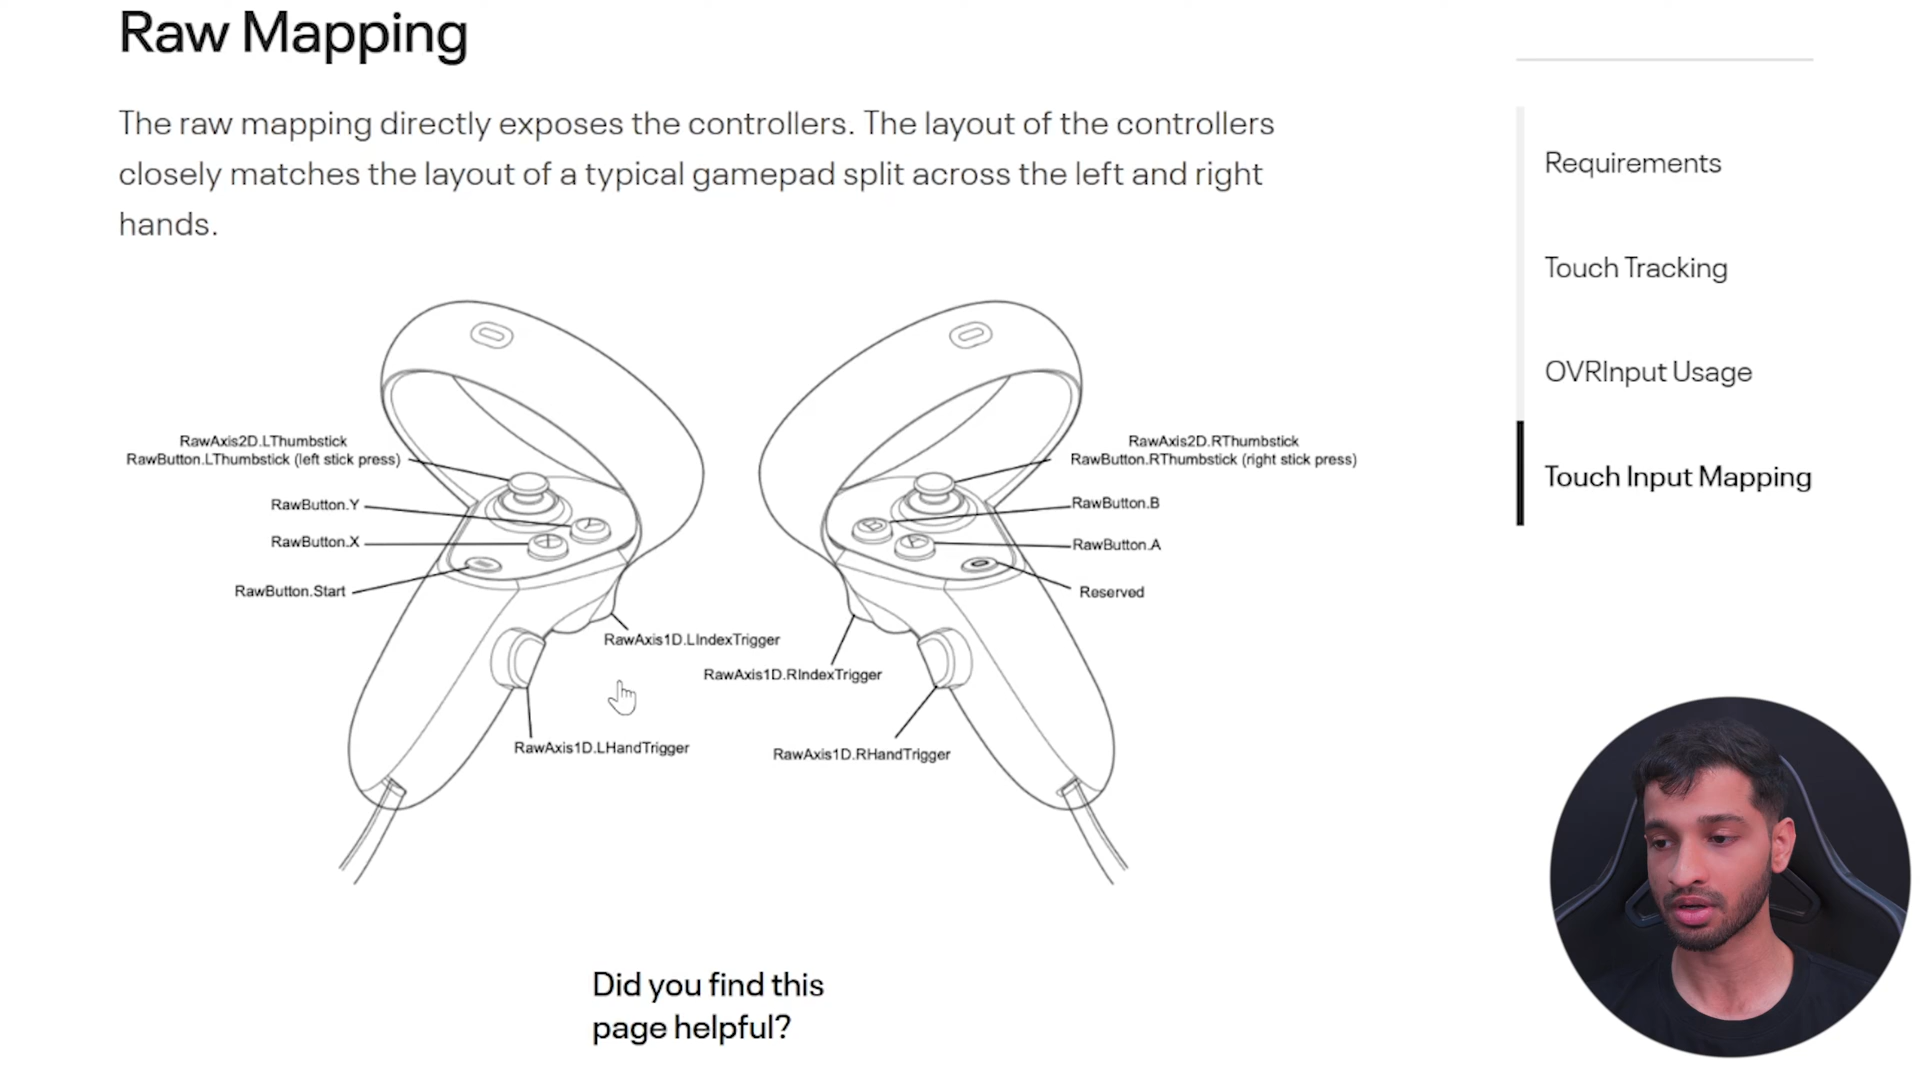 Raw Mapping
The raw mapping directly exposes the controllers. The layout of the controllers
closely matches the layout of a typical gamepad split across the left and right
hands.
Requirements
Touch Tracking
OVRInput Usage
Touch Input Mapping
RawAxis2D.LThumbstick
RawButton.LThumbstick (left stick press)
RawButton.Y
RawButton.X
RawButton.Start
RawAxis1D.LIndexTrigger
RawAxis1D.LHandTrigger
RawAxis2D.RThumbstick
RawButton.RThumbstick (right stick press)
RawButton.B
RawButton.A
Reserved
RawAxis1D.RIndexTrigger
RawAxis1D.RHandTrigger
Y
X
B
A
Did you find this
page helpful?